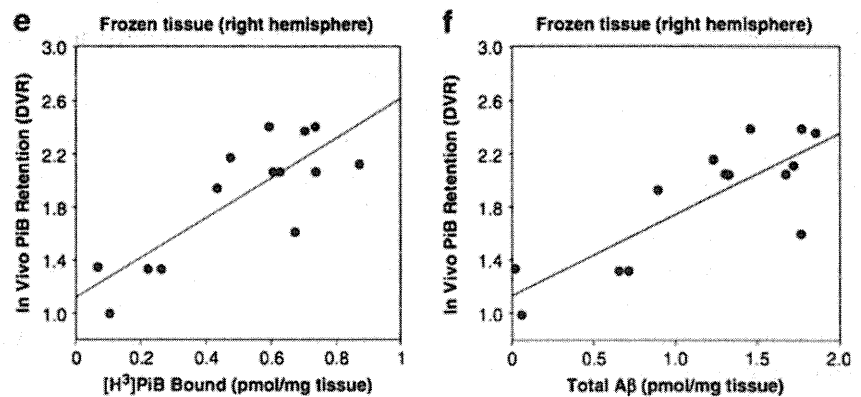 e Frozen tissue (right hemisphere)
In Vivo PiB Retention (DVR)
3.0
2.6
2.2
1.8
1.4
1.0
0 0.2 0.4 0.6 0.8 1
[H³]PiB Bound (pmol/mg tissue)
f Frozen tissue (right hemisphere)
In Vivo PiB Retention (DVR)
3.0
2.6
2.2
1.8
1.4
1.0
0 0.5 1.0 1.5 2.0
Total Aβ (pmol/mg tissue)